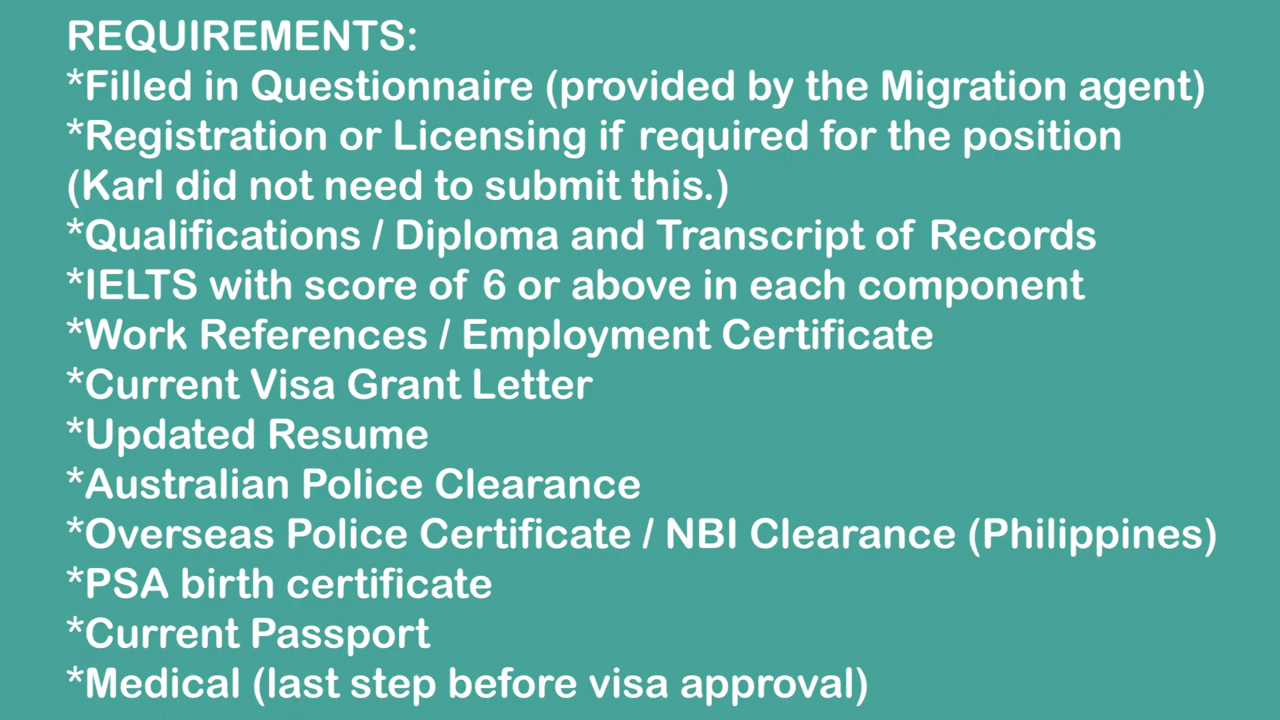 REQUIREMENTS:
*Filled in Questionnaire (provided by the Migration agent)
*Registration or Licensing if required for the position
(Karl did not need to submit this.)
*Qualifications / Diploma and Transcript of Records
*IELTS with score of 6 or above in each component
*Work References / Employment Certificate
*Current Visa Grant Letter
*Updated Resume
*Australian Police Clearance
*Overseas Police Certificate / NBI Clearance (Philippines)
*PSA birth certificate
*Current Passport
*Medical (last step before visa approval)